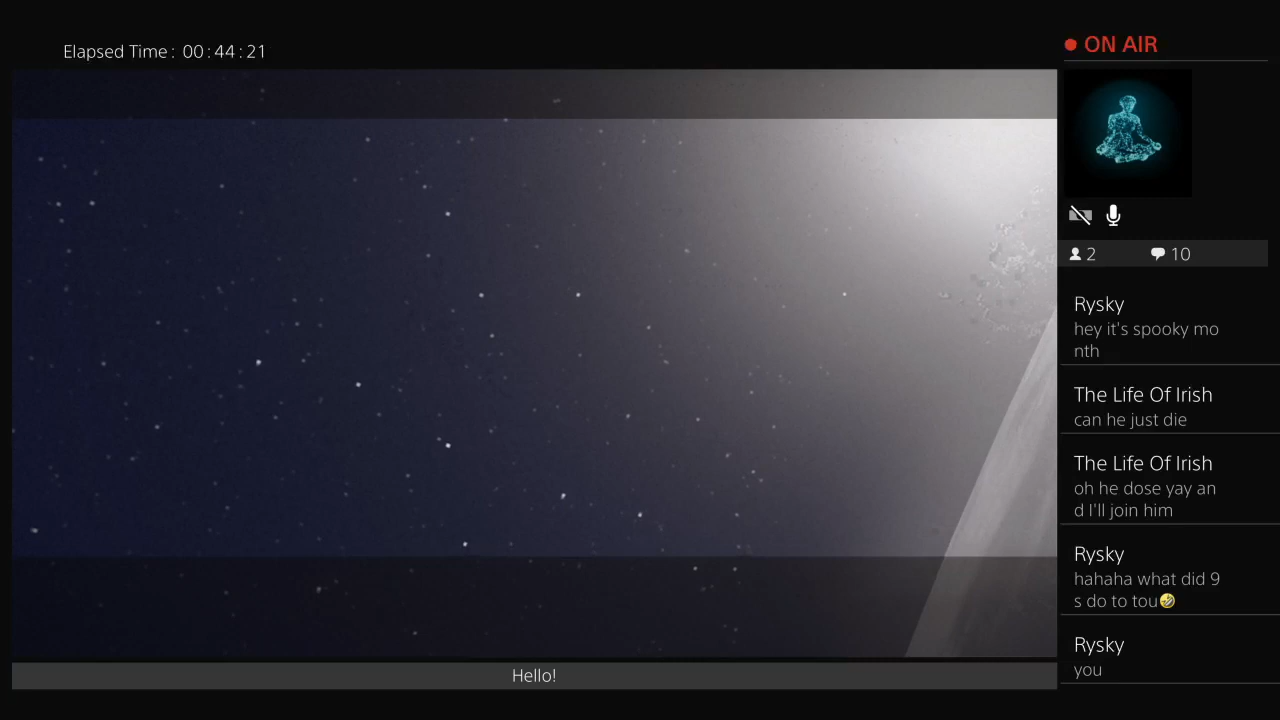 Elapsed Time: 00:44:21
ON AIR
2
10
Rysky
hey it's spooky mo
nth
The Life Of Irish
can he just die
The Life Of Irish
oh he dose yay an
d I'll join him
Rysky
hahaha what did 9
s do to tou🤣
Rysky
you
Hello!